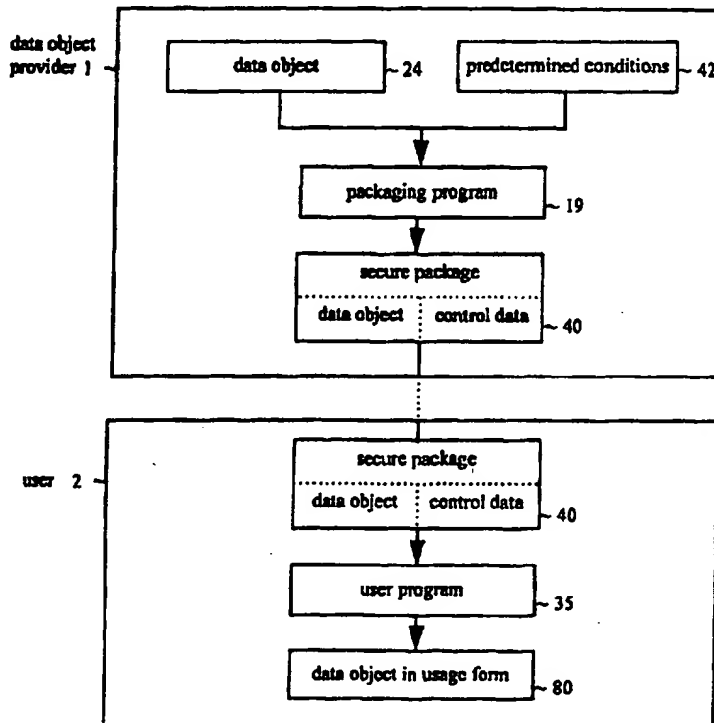 data object
provider 1
data object
~ 24
predetermined conditions
~ 42
packaging program
~ 19
secure package
data object
control data
~ 40
user 2
secure package
data object
control data
~ 40
user program
~ 35
data object in usage form
~ 80